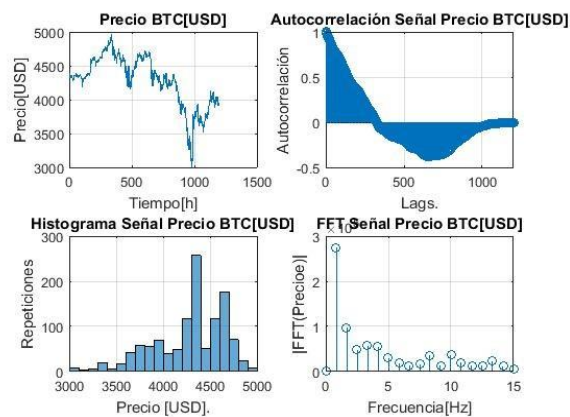 Precio BTC[USD]
Precio[USD]
5000
4500
4000
3500
3000
0 500 1000 1500
Tiempo[h]
Autocorrelación Señal Precio BTC[USD]
Autocorrelación
1
0.5
0
-0.5
0 500 1000
Lags.
Histograma Señal Precio BTC[USD]
Repeticiones
300
200
100
0
3000 3500 4000 4500 5000
Precio [USD].
FFT Señal Precio BTC[USD]
|FFT(Precioe)|
3
2
1
0
0 5 10 15
Frecuencia[Hz]